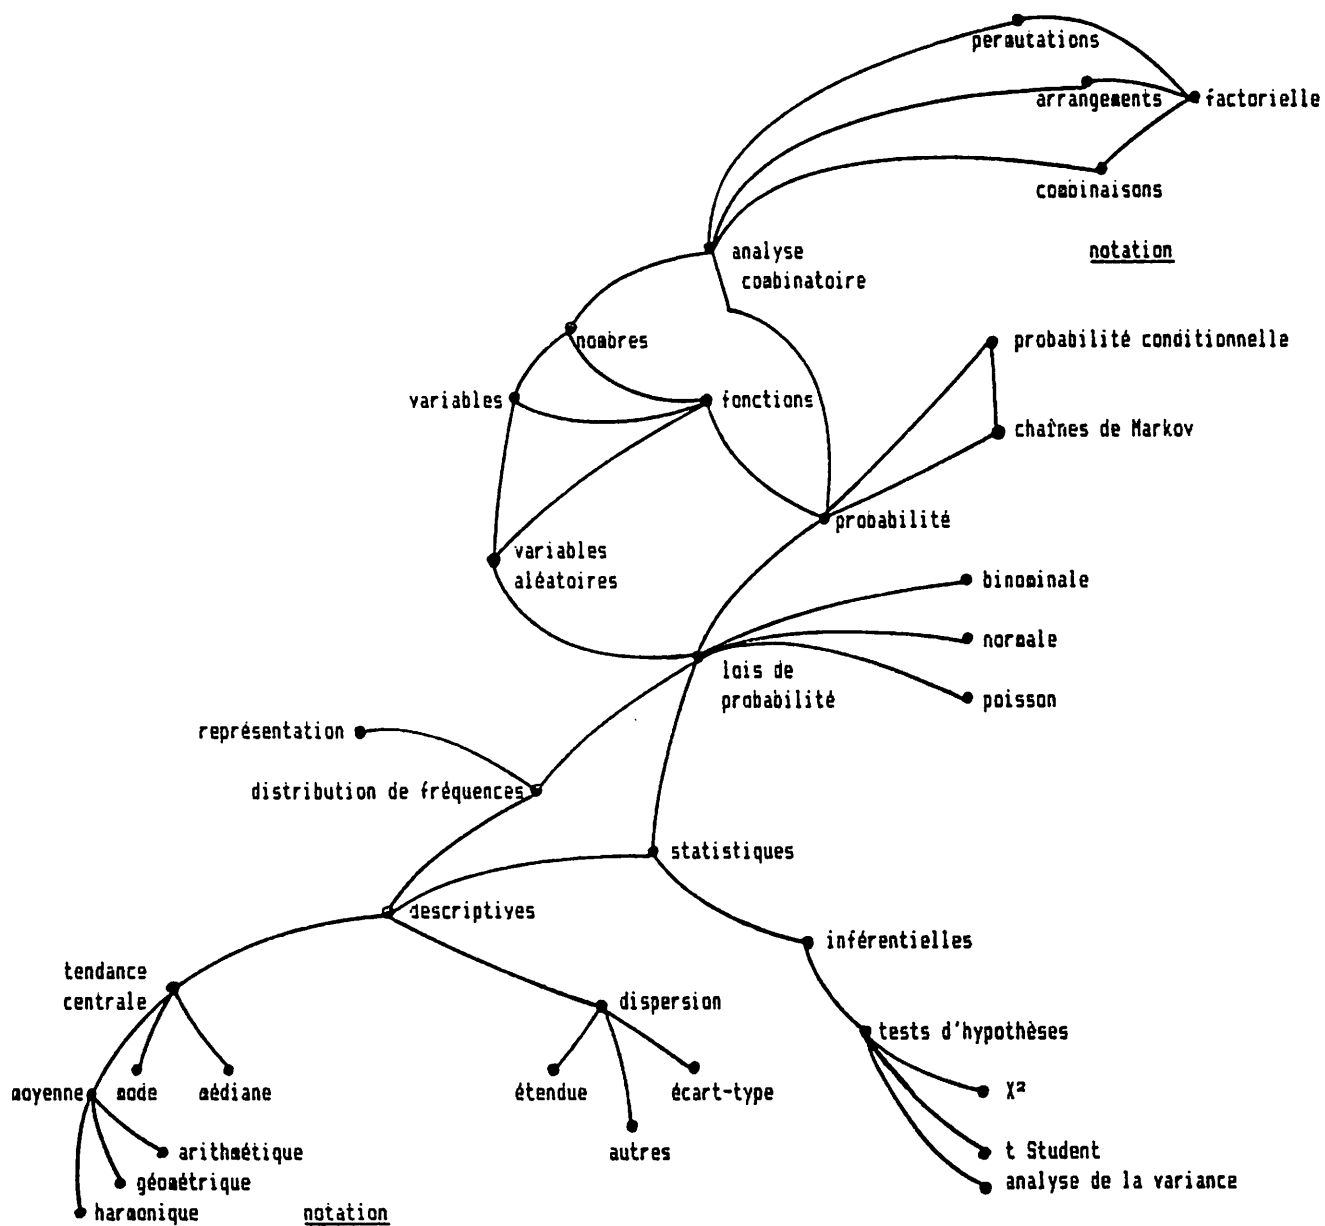 permutations
arrangements
factorielle
combinaisons
analyse
combinatoire
notation
nombres
probabilité conditionnelle
variables
fonctions
chaînes de Markov
probabilité
variables
aléatoires
binominale
normale
lois de
probabilité
poisson
représentation
distribution de fréquences
statistiques
descriptives
inférentielles
tendance
centrale
dispersion
tests d'hypothèses
moyenne
mode
médiane
étendue
écart-type
X²
arithmétique
autres
t Student
géométrique
analyse de la variance
harmonique
notation